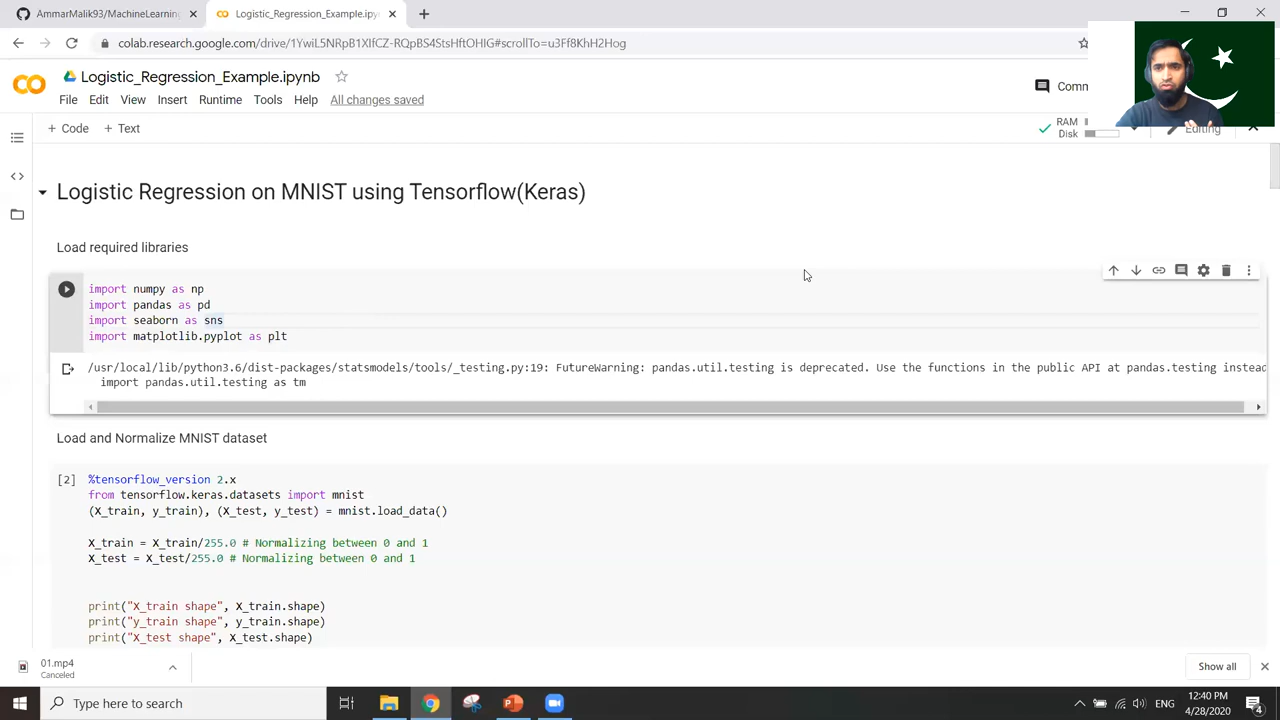 AmmarMalik93/MachineLearning
Logistic_Regression_Example.ipyn
colab.research.google.com/drive/1YwiL5NRpB1XIfCZ-RQpBS4StsHftOHIG#scrollTo=u3Ff8KhH2Hog
Logistic_Regression_Example.ipynb
File Edit View Insert Runtime Tools Help All changes saved
Comm
+ Code + Text
RAM
Disk
Editing
Logistic Regression on MNIST using Tensorflow(Keras)
Load required libraries
import numpy as np
import pandas as pd
import seaborn as sns
import matplotlib.pyplot as plt
/usr/local/lib/python3.6/dist-packages/statsmodels/tools/_testing.py:19: FutureWarning: pandas.util.testing is deprecated. Use the functions in the public API at pandas.testing instead
import pandas.util.testing as tm
Load and Normalize MNIST dataset
[2]
%tensorflow_version 2.x
from tensorflow.keras.datasets import mnist
(X_train, y_train), (X_test, y_test) = mnist.load_data()
X_train = X_train/255.0 # Normalizing between 0 and 1
X_test = X_test/255.0 # Normalizing between 0 and 1
print("X_train shape", X_train.shape)
print("y_train shape", y_train.shape)
print("X_test shape", X_test.shape)
01.mp4
Canceled
Show all
Type here to search
ENG
12:40 PM
4/28/2020
4